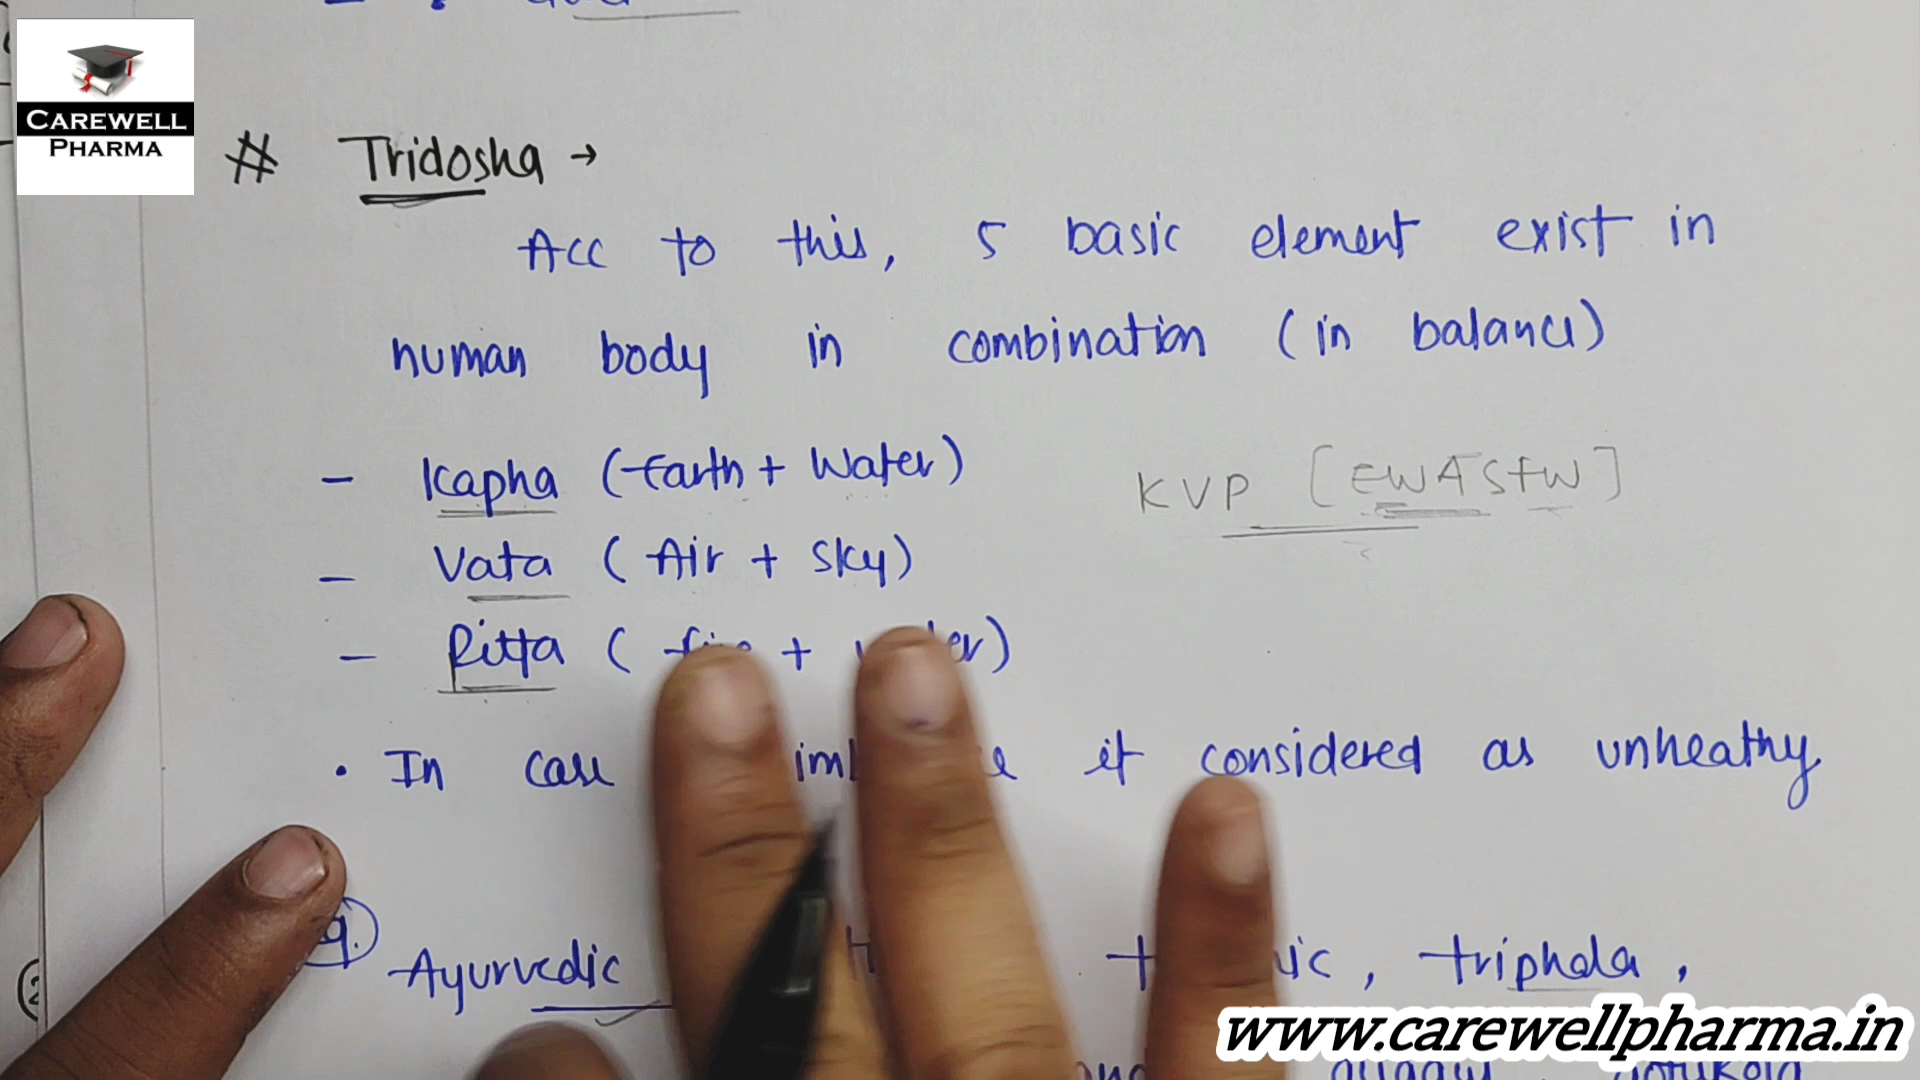 CAREWELL
PHARMA
# Tridosha →
Acc to this, 5 basic element exist in
human body in combination (in balance)
- Kapha (Earth + Water)
KVP [EWASFW]
- Vata (Air + Sky)
- Pitta ( + )
• In case it considered as unheathy
9. Ayurvedic , triphala,
www.carewellpharma.in